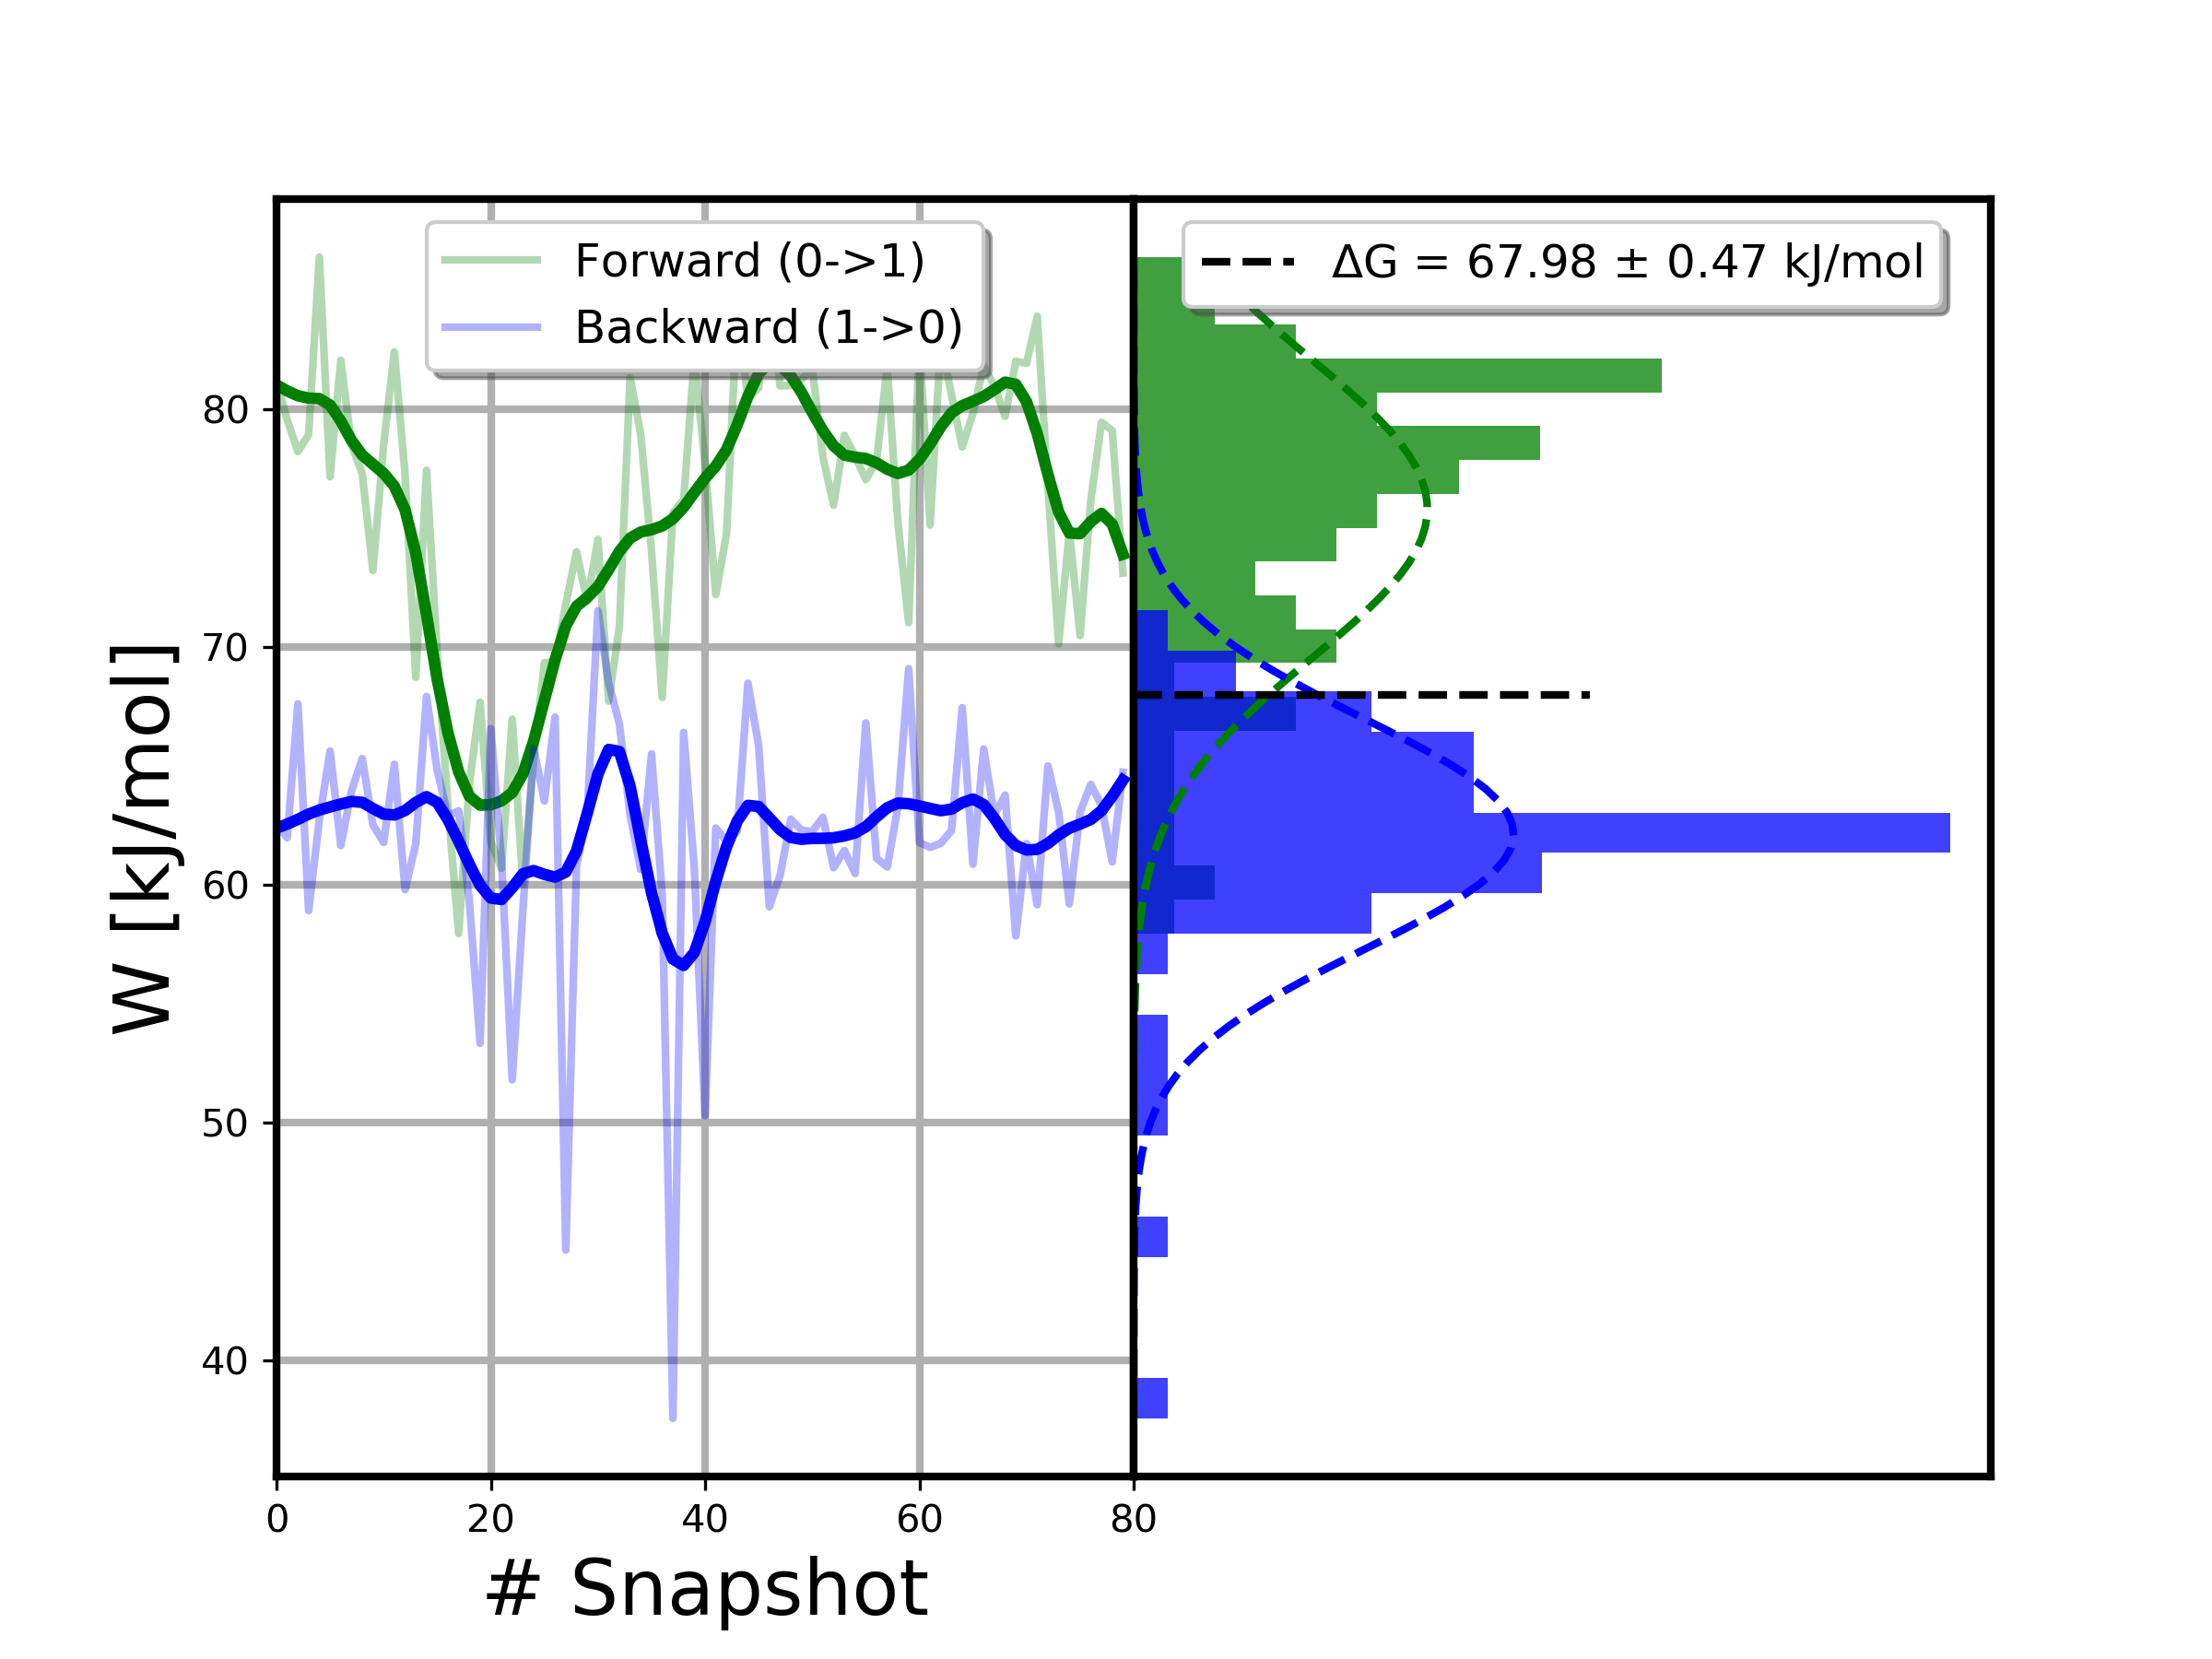 Forward (0->1)
Backward (1->0)
ΔG = 67.98 ± 0.47 kJ/mol
W [kJ/mol]
80
70
60
50
40
0 20 40 60 80
# Snapshot